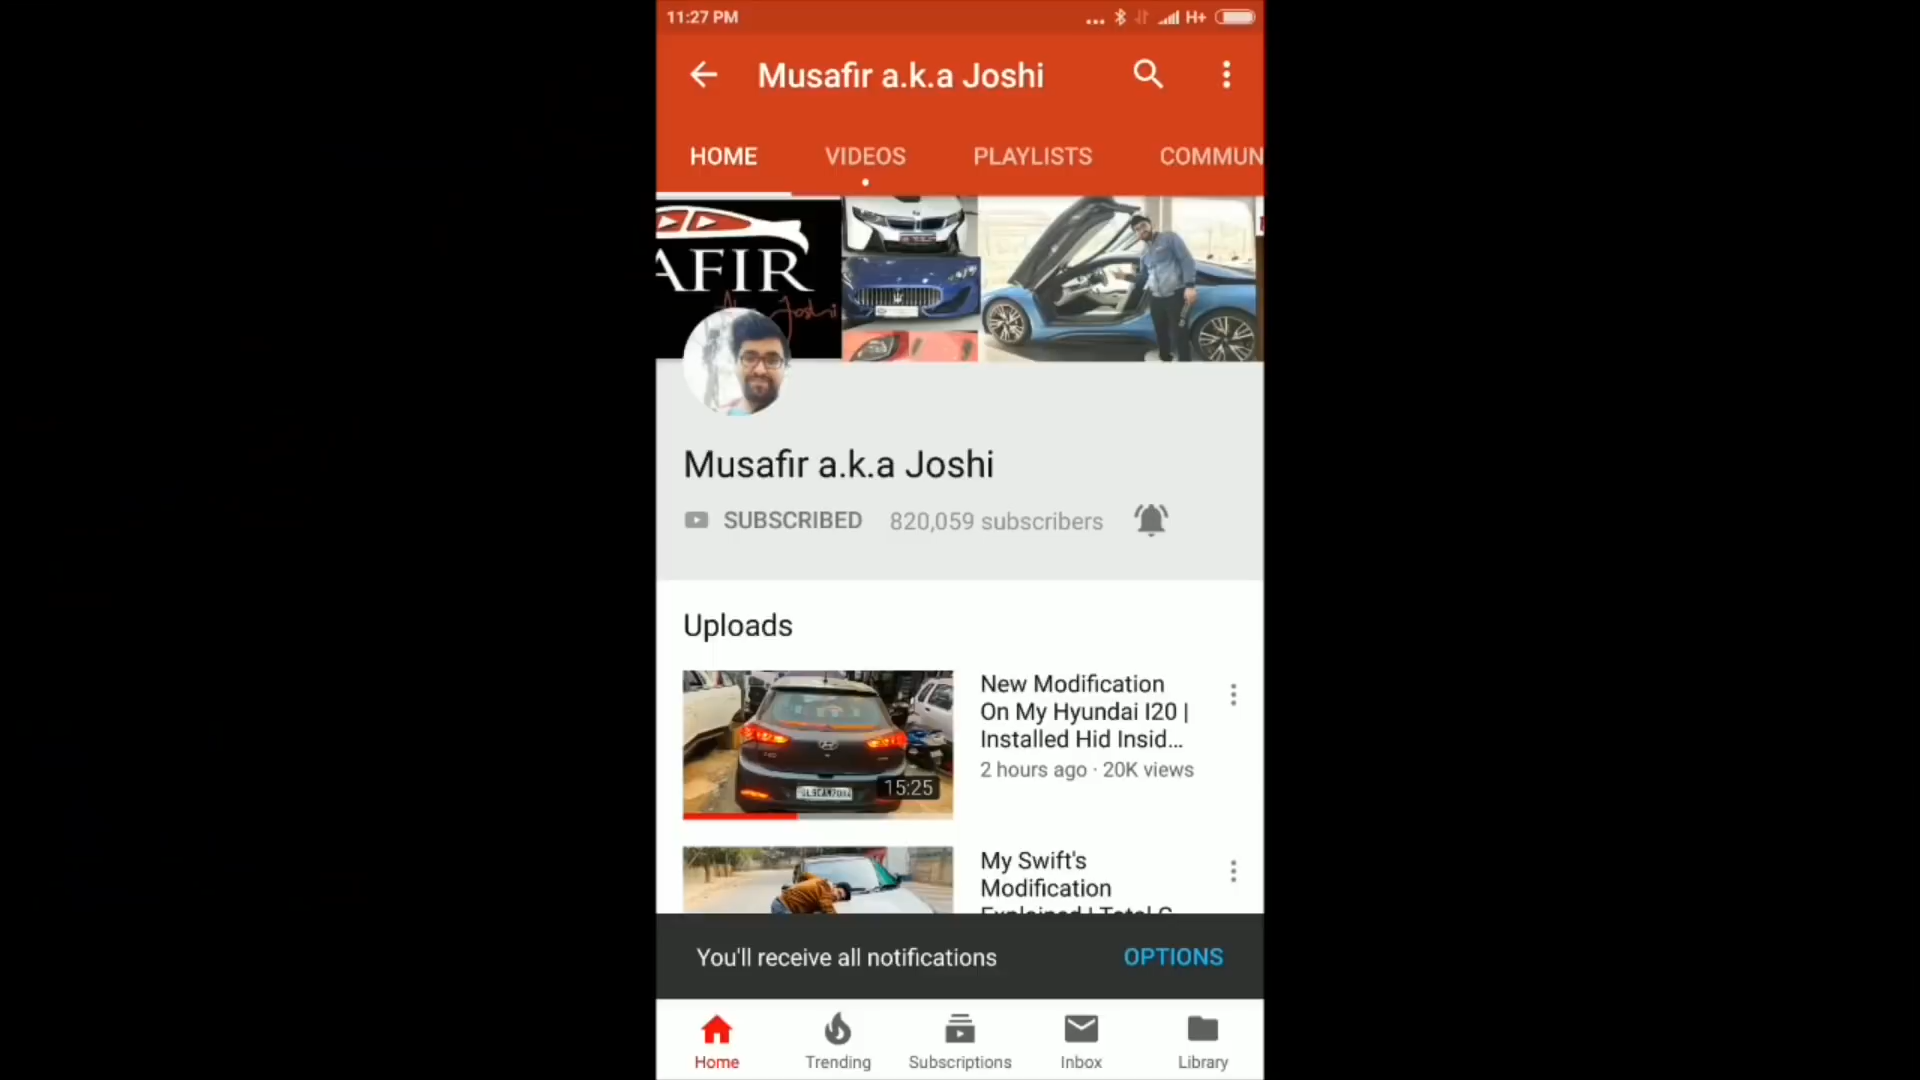 11:27 PM
H+
Musafir a.k.a Joshi
HOME VIDEOS PLAYLISTS COMMUN
AFIR
Joshi
Musafir a.k.a Joshi
SUBSCRIBED 820,059 subscribers
Uploads
New Modification
On My Hyundai I20 |
Installed Hid Insid...
2 hours ago · 20K views
15:25
My Swift's
Modification
Explained | Total C
You'll receive all notifications OPTIONS
Home Trending Subscriptions Inbox Library